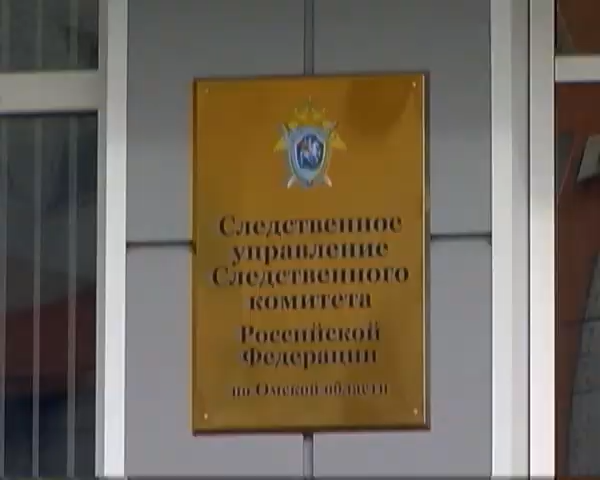 Следственное
управление
Следственного
комитета
Российской
Федерации
по Омской области